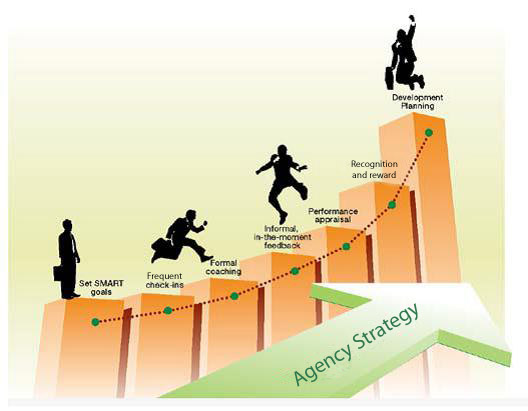 Set SMART
goals
Frequent
check-ins
Formal
coaching
Informal,
in-the-moment
feedback
Performance
appraisal
Recognition
and reward
Development
Planning
Agency Strategy